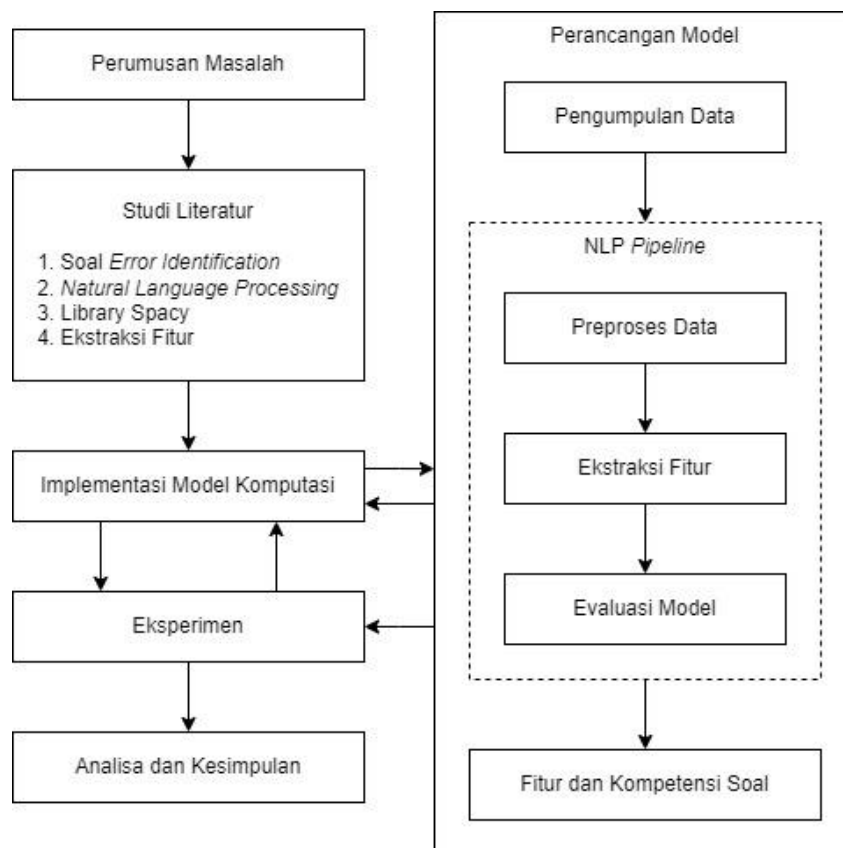 Perumusan Masalah
Studi Literatur
1. Soal Error Identification
2. Natural Language Processing
3. Library Spacy
4. Ekstraksi Fitur
Implementasi Model Komputasi
Eksperimen
Analisa dan Kesimpulan
Perancangan Model
Pengumpulan Data
NLP Pipeline
Preproses Data
Ekstraksi Fitur
Evaluasi Model
Fitur dan Kompetensi Soal